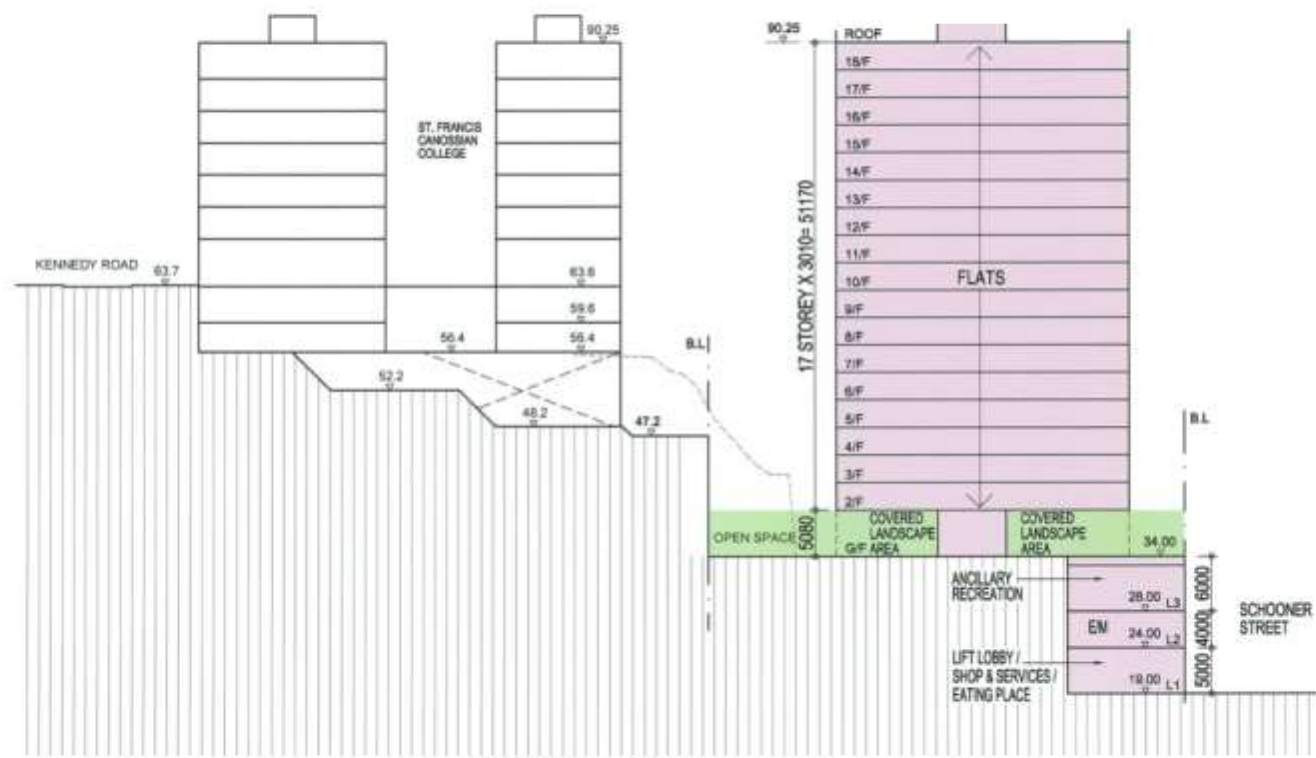 90.25
ST. FRANCIS
CANOSSIAN
COLLEGE
KENNEDY ROAD
63.7
63.6
59.6
56.4
56.4
52.2
48.2
47.2
B.L
90.25
ROOF
18/F
17/F
16/F
15/F
14/F
13/F
12/F
11/F
10/F
9/F
8/F
7/F
6/F
5/F
4/F
3/F
2/F
FLATS
17 STOREY X 3010= 51170
B.L
5080
OPEN SPACE
G/F
COVERED
LANDSCAPE
AREA
COVERED
LANDSCAPE
AREA
34.00
ANCILLARY
RECREATION
28.00 L3
6000
E/M
24.00 L2
4000
LIFT LOBBY /
SHOP & SERVICES /
EATING PLACE
19.00 L1
5000
SCHOONER
STREET